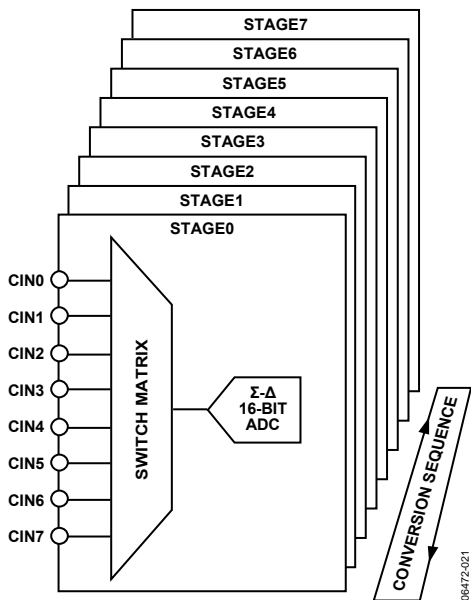 STAGE7
STAGE6
STAGE5
STAGE4
STAGE3
STAGE2
STAGE1
STAGE0
CIN0
CIN1
CIN2
CIN3
CIN4
CIN5
CIN6
CIN7
SWITCH MATRIX
Σ-Δ
16-BIT
ADC
CONVERSION SEQUENCE
06472-021